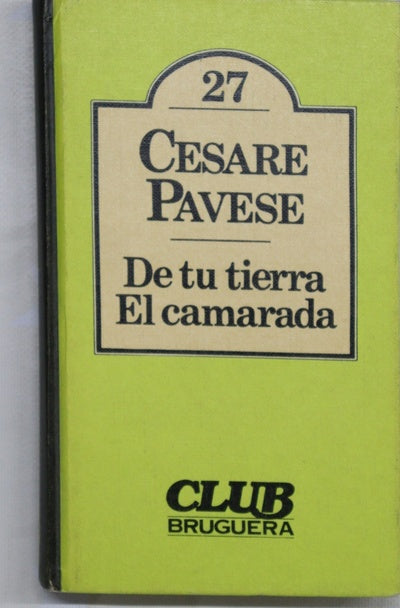 27
CESARE
PAVESE
De tu tierra
El camarada
CLUB
BRUGUERA